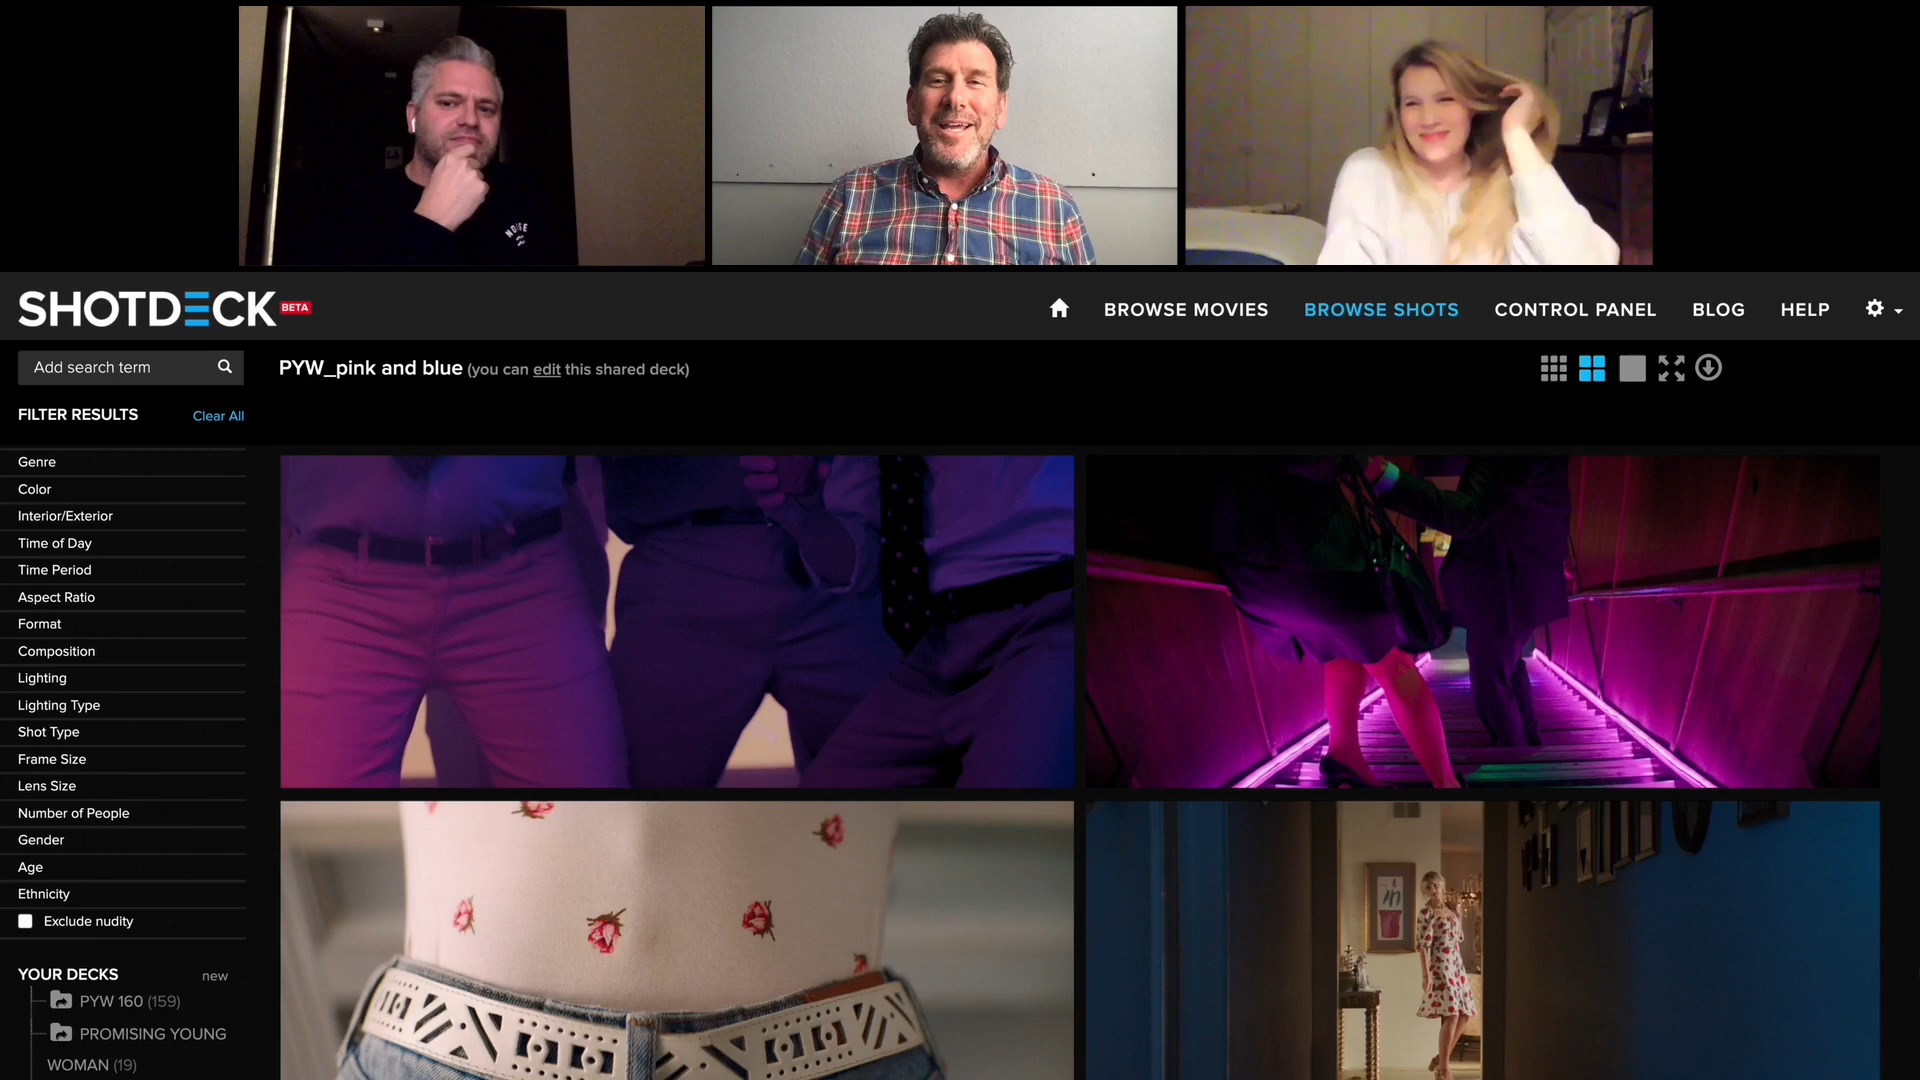 NOISE
SHOTDECK BETA
BROWSE MOVIES
BROWSE SHOTS
CONTROL PANEL
BLOG
HELP
Add search term
PYW_pink and blue (you can edit this shared deck)
FILTER RESULTS
Clear All
Genre
Color
Interior/Exterior
Time of Day
Time Period
Aspect Ratio
Format
Composition
Lighting
Lighting Type
Shot Type
Frame Size
Lens Size
Number of People
Gender
Age
Ethnicity
Exclude nudity
YOUR DECKS
new
PYW 160 (159)
PROMISING YOUNG
WOMAN (19)